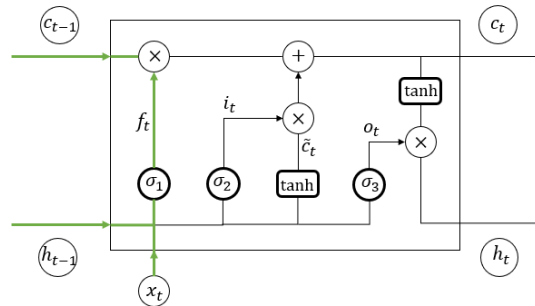 c_{t-1} c_t
× +
tanh
f_t i_t × o_t ×
c̃_t
σ_1 σ_2 tanh σ_3
h_{t-1} h_t
x_t